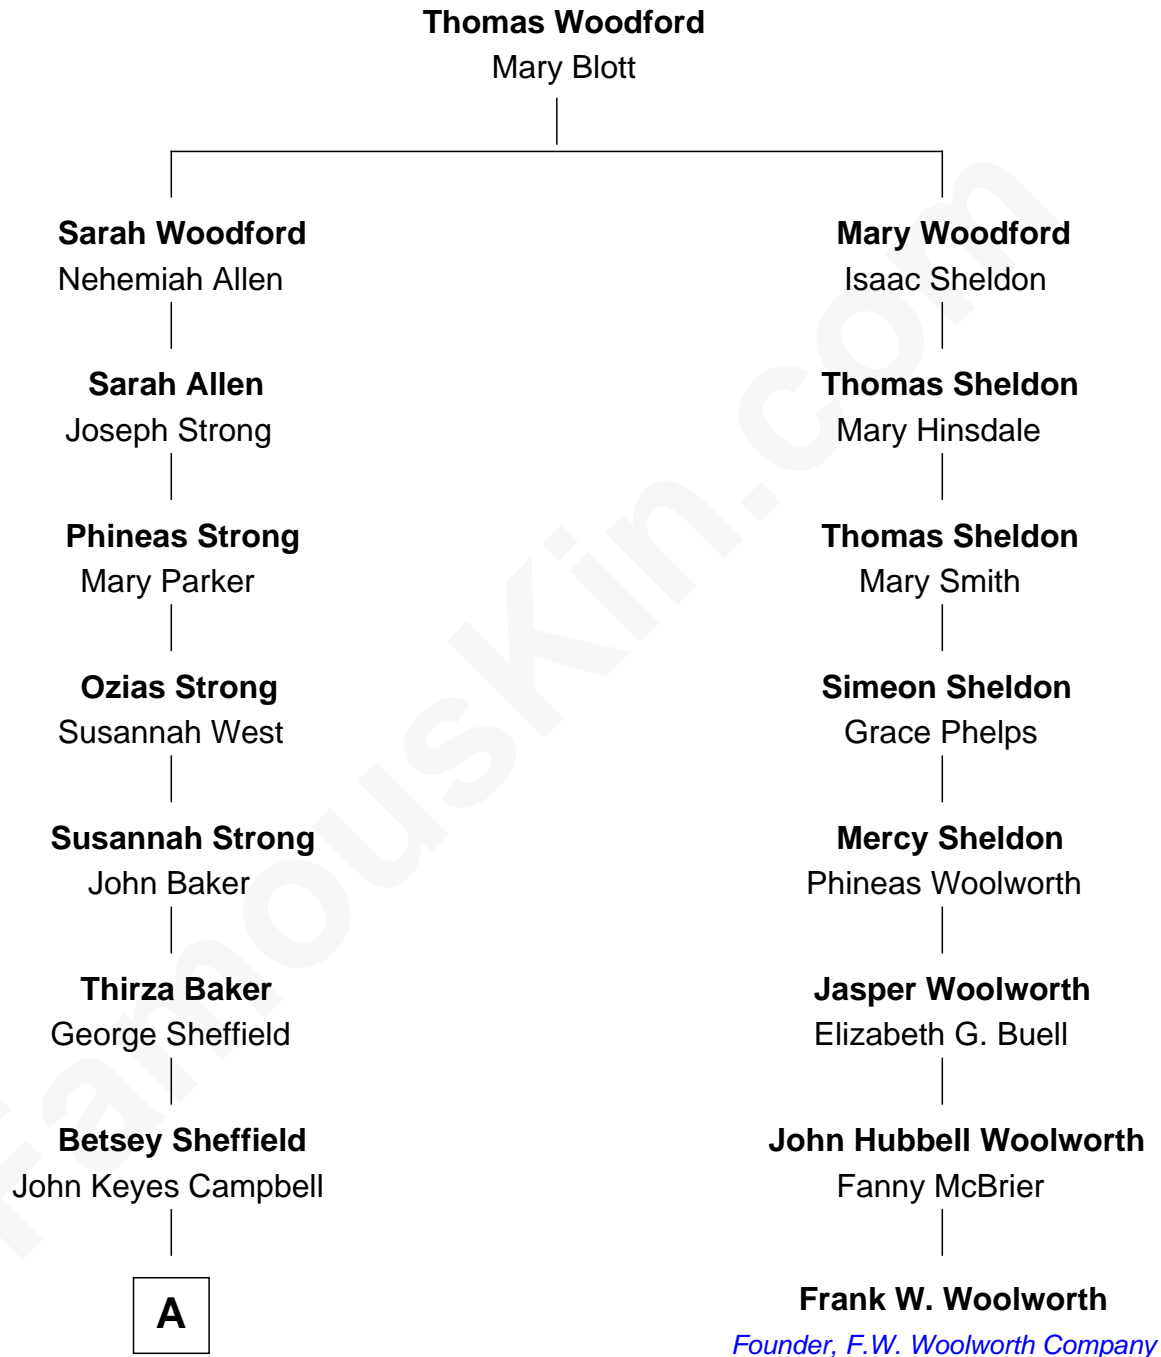 Thomas Woodford
Mary Blott
Sarah Woodford
Nehemiah Allen
Mary Woodford
Isaac Sheldon
Sarah Allen
Joseph Strong
Thomas Sheldon
Mary Hinsdale
Phineas Strong
Mary Parker
Thomas Sheldon
Mary Smith
Ozias Strong
Susannah West
Simeon Sheldon
Grace Phelps
Susannah Strong
John Baker
Mercy Sheldon
Phineas Woolworth
Thirza Baker
George Sheffield
Jasper Woolworth
Elizabeth G. Buell
Betsey Sheffield
John Keyes Campbell
John Hubbell Woolworth
Fanny McBrier
A
Frank W. Woolworth
Founder, F.W. Woolworth Company
FamousKin.com